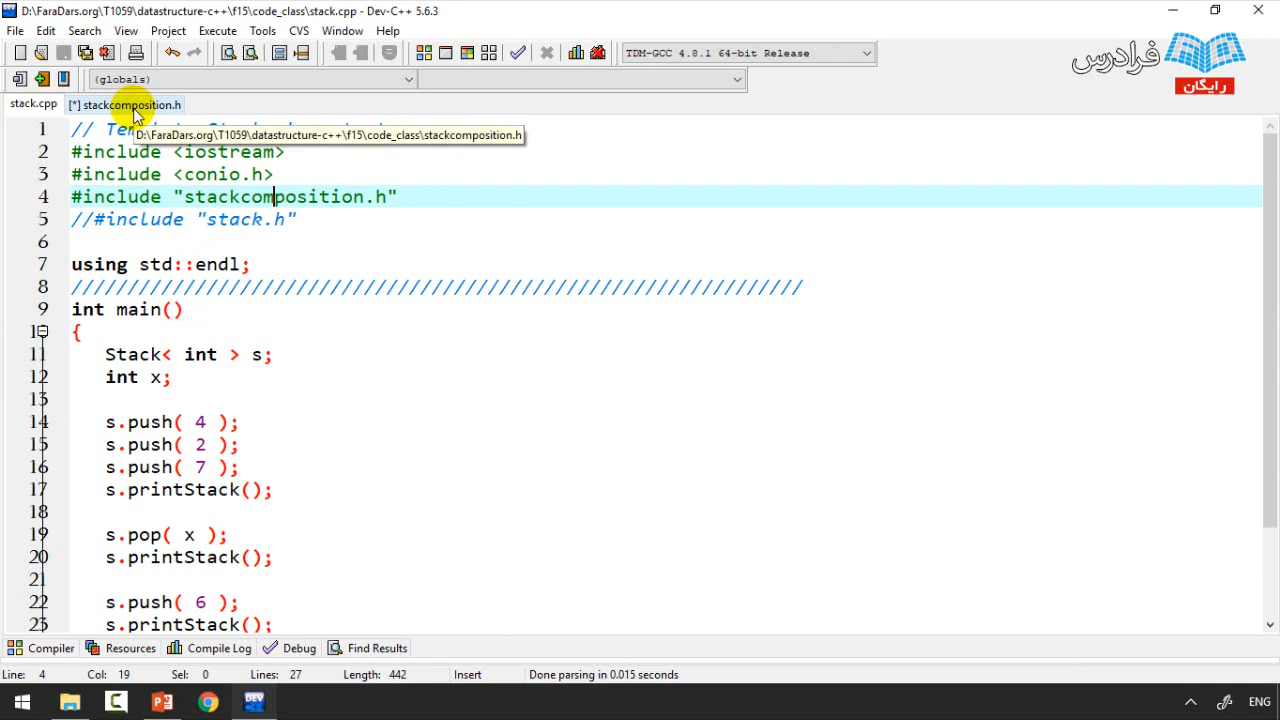 D:\FaraDars.org\T1059\datastructure-c++\f15\code_class\stack.cpp - Dev-C++ 5.6.3
File Edit Search View Project Execute Tools CVS Window Help
TDM-GCC 4.8.1 64-bit Release
(globals)
فرادرس
رایگان
stack.cpp [*] stackcomposition.h
D:\FaraDars.org\T1059\datastructure-c++\f15\code_class\stackcomposition.h
1 //
2 #include <iostream>
3 #include <conio.h>
4 #include "stackcomposition.h"
5 //#include "stack.h"
6
7 using std::endl;
8 /////////////////////////////////////////////////////////////////
9 int main()
10 {
11 Stack< int > s;
12 int x;
13
14 s.push( 4 );
15 s.push( 2 );
16 s.push( 7 );
17 s.printStack();
18
19 s.pop( x );
20 s.printStack();
21
22 s.push( 6 );
23 s.printStack();
Compiler Resources Compile Log Debug Find Results
Line: 4 Col: 19 Sel: 0 Lines: 27 Length: 442 Insert Done parsing in 0.015 seconds
DEV ENG